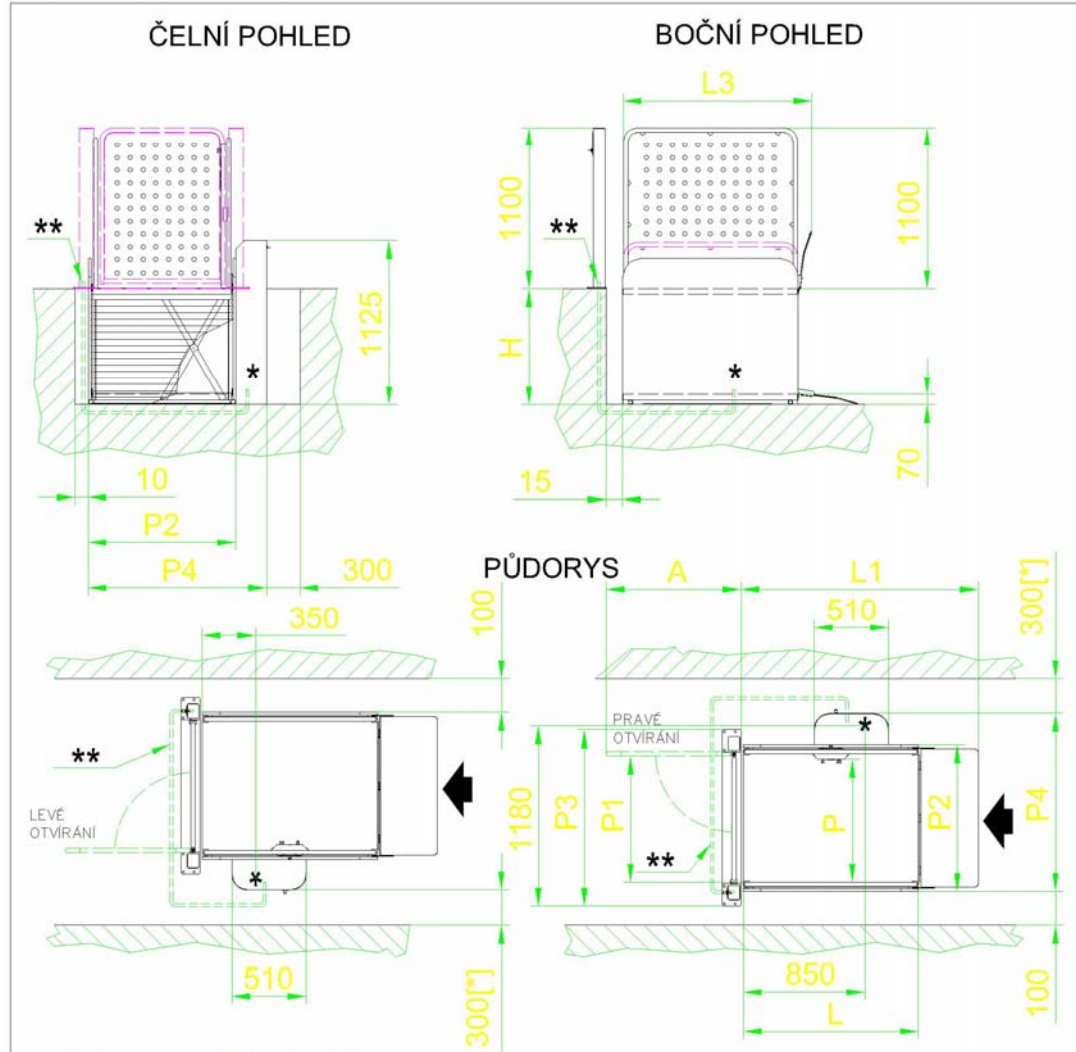 ČELNÍ POHLED
BOČNÍ POHLED
L3
1100
1100
**
**
1125
H
*
*
70
10
15
P2
P4
300
PŮDORYS
A
L1
100
350
510
300[*]
PRAVÉ
OTVÍRÁNÍ
*
**
LEVÉ
OTVÍRÁNÍ
1180
P3
P1
P
P2
P4
**
*
510
850
300[*]
L
100